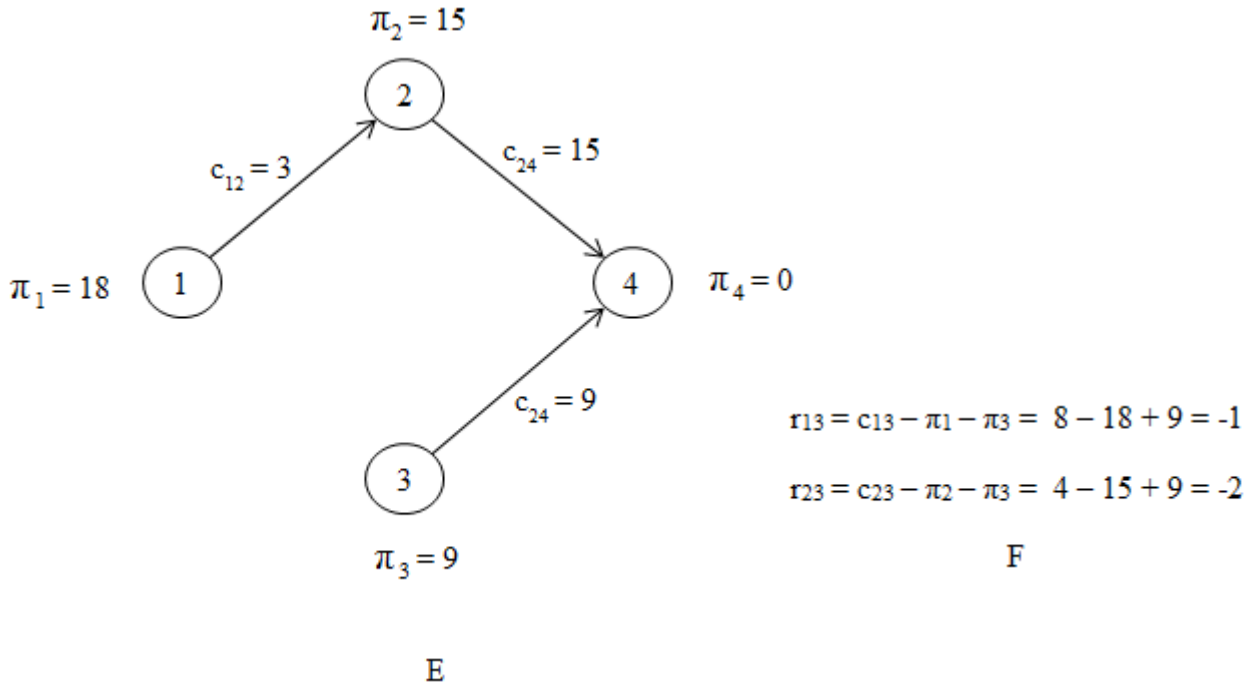 π₂ = 15
2
c₁₂ = 3
c₂₄ = 15
π₁ = 18
1
4
π₄ = 0
c₂₄ = 9
r13 = c13 – π1 – π3 = 8 – 18 + 9 = -1
3
r23 = c23 – π2 – π3 = 4 – 15 + 9 = -2
π₃ = 9
F
E